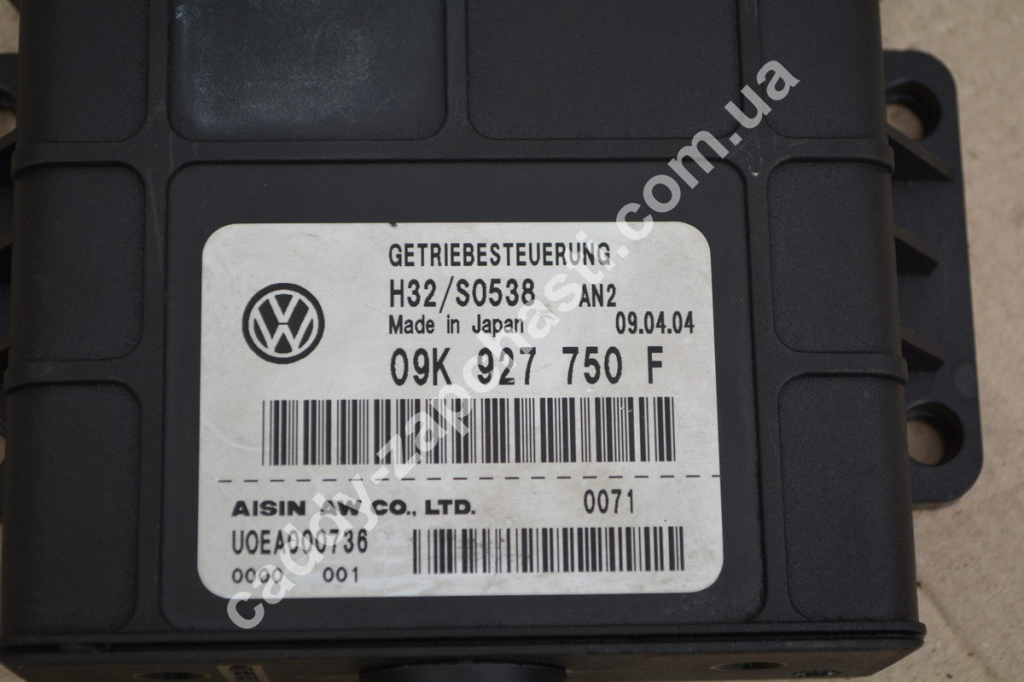 GETRIEBESTEUERUNG
H32/S0538 AN2
Made in Japan 09.04.04
09K 927 750 F
AISIN AW CO., LTD. 0071
UOEA000736
0000 001
caddy-zapchasti.com.ua